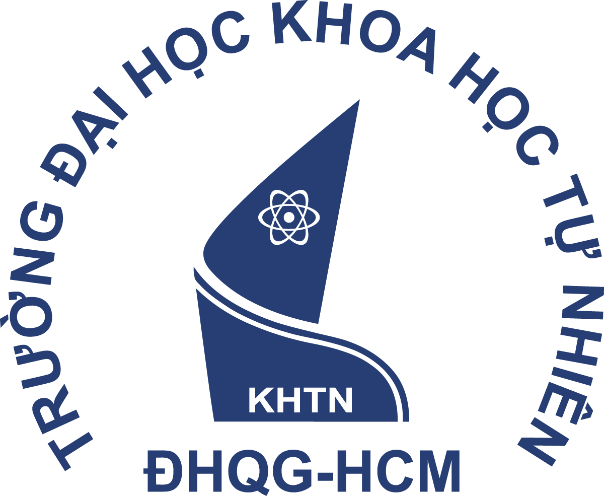 TRƯỜNG ĐẠI HỌC KHOA HỌC TỰ NHIÊN
KHTN
ĐHQG-HCM